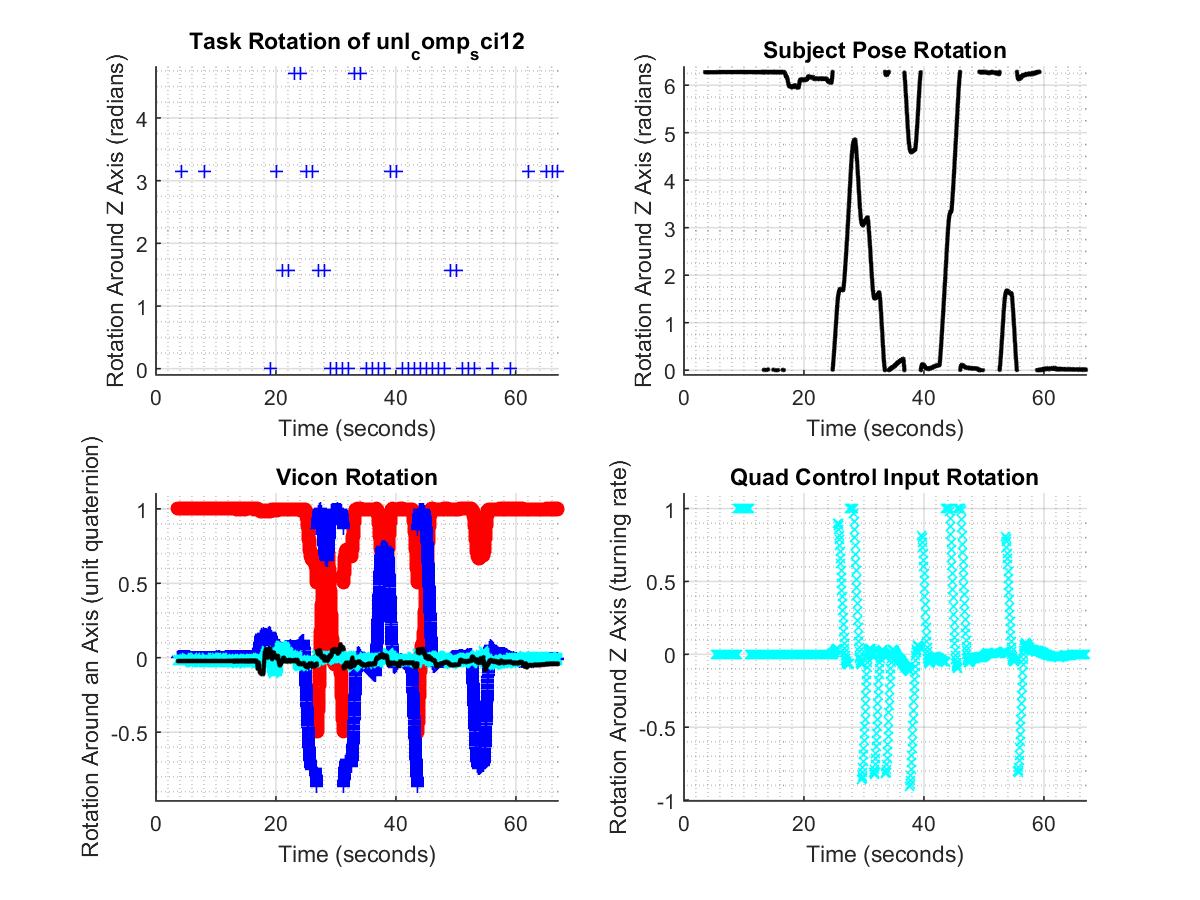 Task Rotation of unl_comp_sci12
Rotation Around Z Axis (radians)
4
3
2
1
0
0 20 40 60
Time (seconds)
Subject Pose Rotation
Rotation Around Z Axis (radians)
6
5
4
3
2
1
0
0 20 40 60
Time (seconds)
Vicon Rotation
Rotation Around an Axis (unit quaternion)
1
0.5
0
-0.5
0 20 40 60
Time (seconds)
Quad Control Input Rotation
Rotation Around Z Axis (turning rate)
1
0.5
0
-0.5
-1
0 20 40 60
Time (seconds)